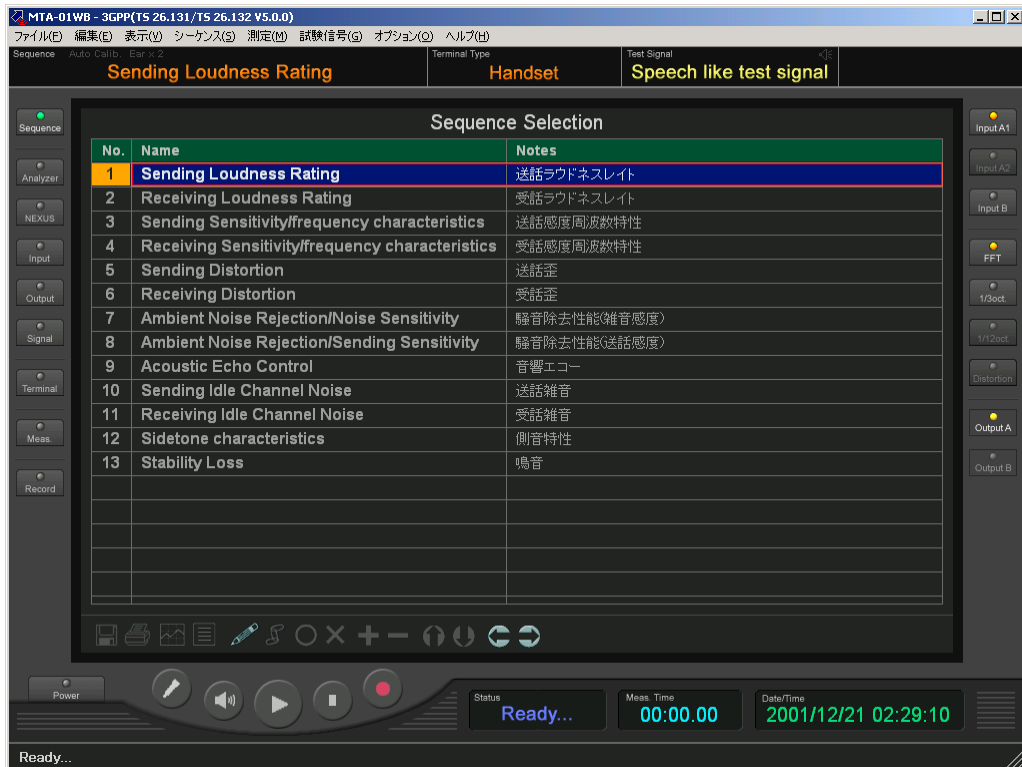 MTA-01WB - 3GPP(TS 26.131/TS 26.132 V5.0.0)
ファイル(F) 編集(E) 表示(V) シーケンス(S) 測定(M) 試験信号(G) オプション(O) ヘルプ(H)
Sequence Auto Calib. Ear x 2 Terminal Type Test Signal
Sending Loudness Rating Handset Speech like test signal
Sequence Selection
No. Name Notes
1 Sending Loudness Rating 送話ラウドネスレイト
2 Receiving Loudness Rating 受話ラウドネスレイト
3 Sending Sensitivity/frequency characteristics 送話感度周波数特性
4 Receiving Sensitivity/frequency characteristics 受話感度周波数特性
5 Sending Distortion 送話歪
6 Receiving Distortion 受話歪
7 Ambient Noise Rejection/Noise Sensitivity 騒音除去性能(雑音感度)
8 Ambient Noise Rejection/Sending Sensitivity 騒音除去性能(送話感度)
9 Acoustic Echo Control 音響エコー
10 Sending Idle Channel Noise 送話雑音
11 Receiving Idle Channel Noise 受話雑音
12 Sidetone characteristics 側音特性
13 Stability Loss 鳴音
Sequence
Analyzer
NEXUS
Input
Output
Signal
Terminal
Meas.
Record
Input A1
Input A2
Input B
FFT
1/3oct.
1/12oct.
Distortion
Output A
Output B
Power
Status
Ready...
Meas. Time
00:00.00
Date/Time
2001/12/21 02:29:10
Ready...